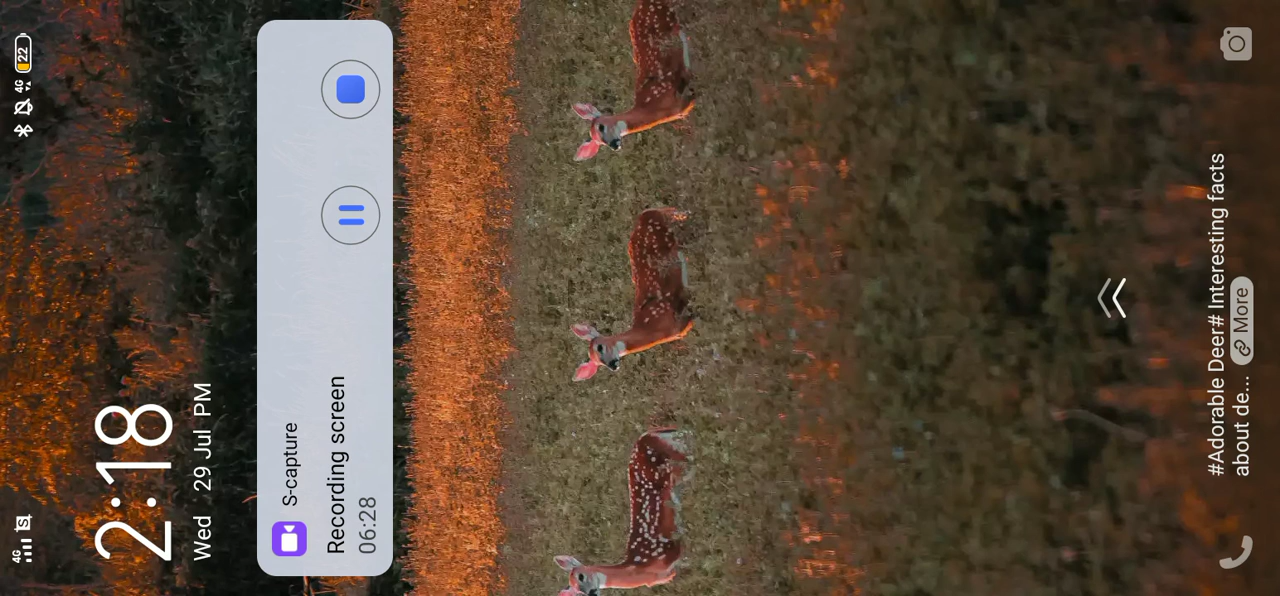 4G
4G 22
2:18
Wed 29 Jul PM
S-capture
Recording screen
06:28
#Adorable Deer# Interesting facts
about de... More